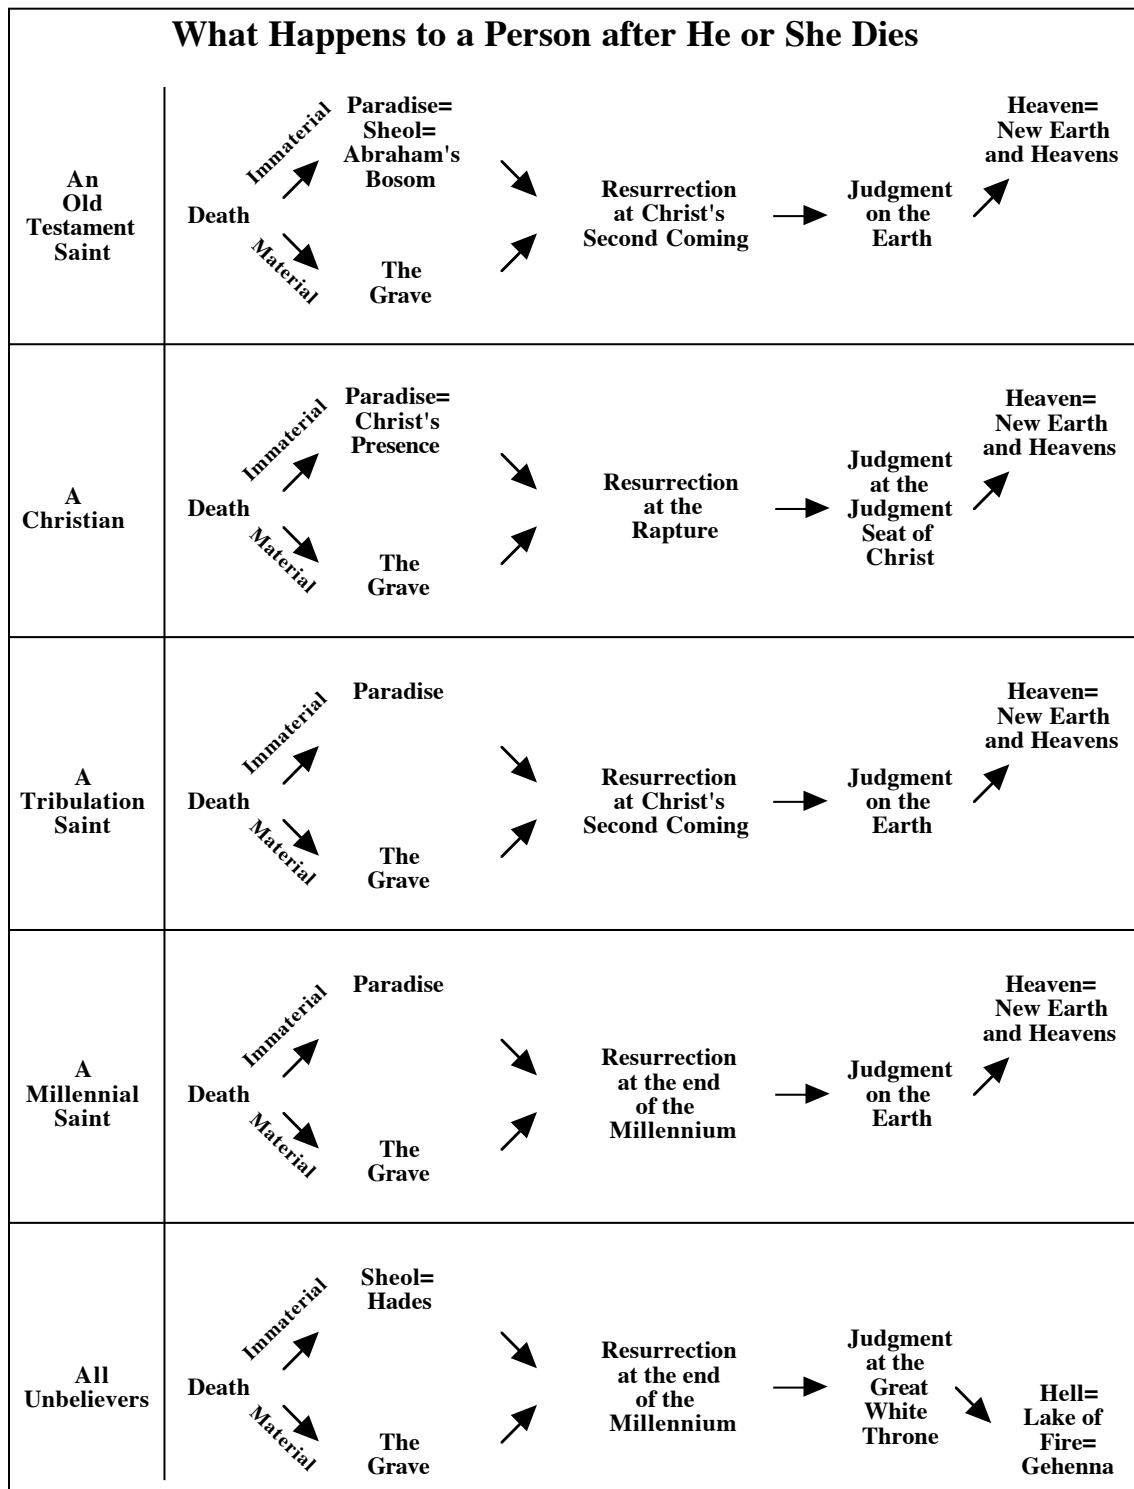 What Happens to a Person after He or She Dies
An
Old
Testament
Saint
Death
Immaterial
Material
Paradise=
Sheol=
Abraham's
Bosom
The
Grave
Resurrection
at Christ's
Second Coming
Judgment
on the
Earth
Heaven=
New Earth
and Heavens
A
Christian
Death
Immaterial
Material
Paradise=
Christ's
Presence
The
Grave
Resurrection
at the
Rapture
Judgment
at the
Judgment
Seat of
Christ
Heaven=
New Earth
and Heavens
A
Tribulation
Saint
Death
Immaterial
Material
Paradise
The
Grave
Resurrection
at Christ's
Second Coming
Judgment
on the
Earth
Heaven=
New Earth
and Heavens
A
Millennial
Saint
Death
Immaterial
Material
Paradise
The
Grave
Resurrection
at the end
of the
Millennium
Judgment
on the
Earth
Heaven=
New Earth
and Heavens
All
Unbelievers
Death
Immaterial
Material
Sheol=
Hades
The
Grave
Resurrection
at the end
of the
Millennium
Judgment
at the
Great
White
Throne
Hell=
Lake of
Fire=
Gehenna